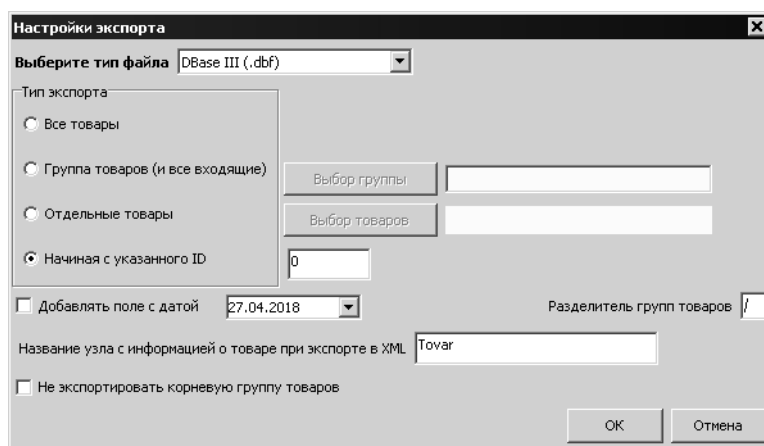 Настройки экспорта
Выберите тип файла DBase III (.dbf)
Тип экспорта
Все товары
Группа товаров (и все входящие) Выбор группы
Отдельные товары Выбор товаров
Начиная с указанного ID 0
Добавлять поле с датой 27.04.2018 Разделитель групп товаров /
Название узла с информацией о товаре при экспорте в XML Tovar
Не экспортировать корневую группу товаров
ОК Отмена